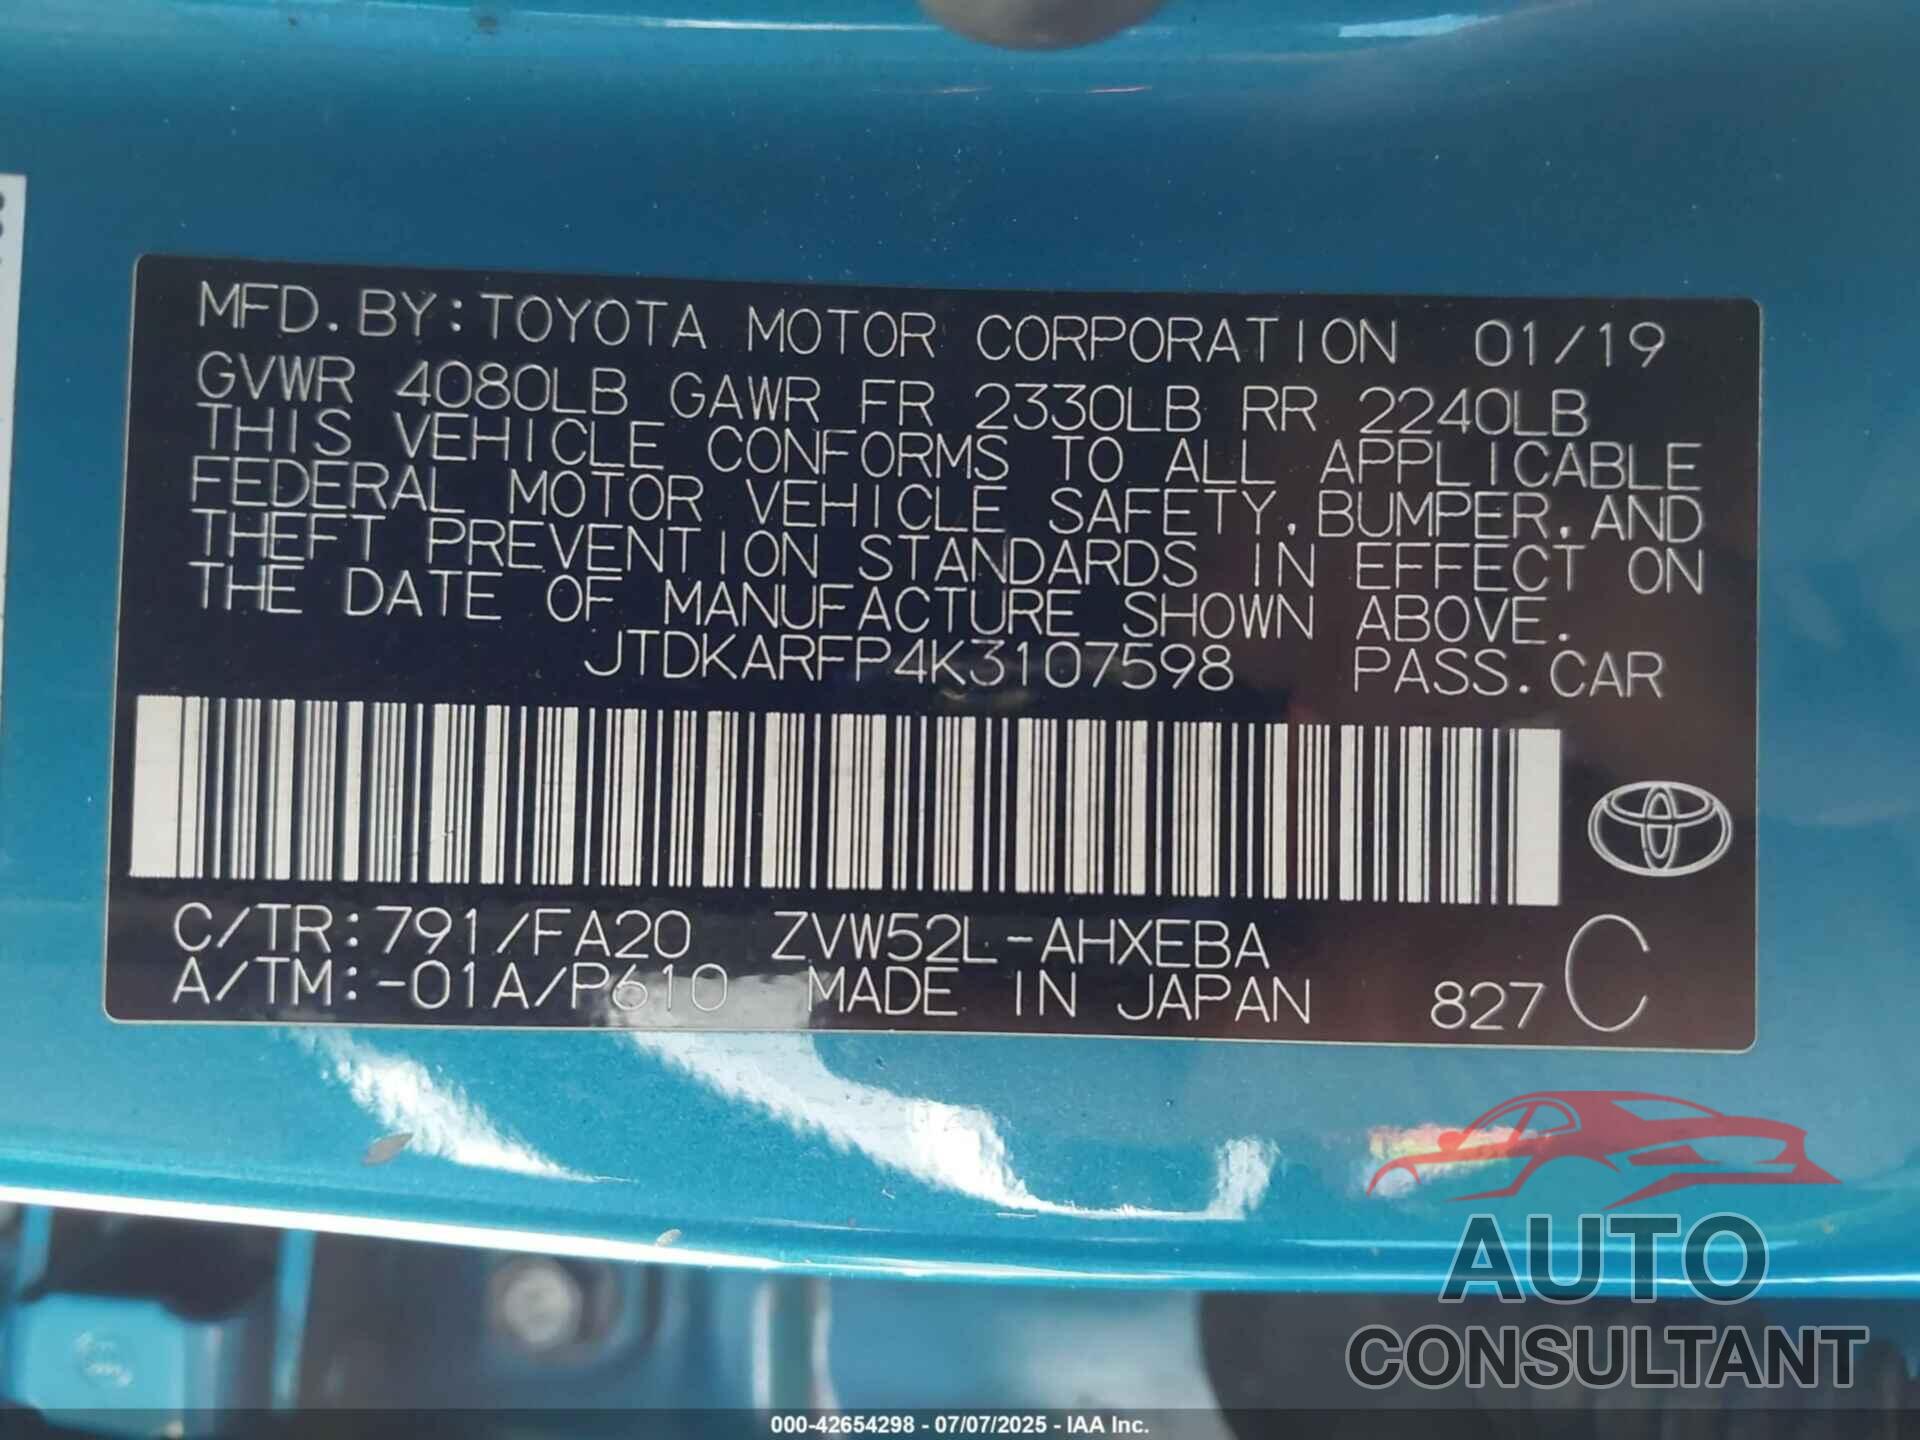 MFD. BY: TOYOTA MOTOR CORPORATION 01/19
GVWR 4080LB GAWR FR 2330LB RR 2240LB
THIS VEHICLE CONFORMS TO ALL APPLICABLE
FEDERAL MOTOR VEHICLE SAFETY, BUMPER, AND
THEFT PREVENTION STANDARDS IN EFFECT ON
THE DATE OF MANUFACTURE SHOWN ABOVE.
JTDKARFP4K3107598 PASS. CAR
C/TR: 791/FA20 ZVW52L-AHXEBA
A/TM: -01A/P610 MADE IN JAPAN 827 C
AUTO
CONSULTANT
000-42654298 - 07/07/2025 - IAA Inc.